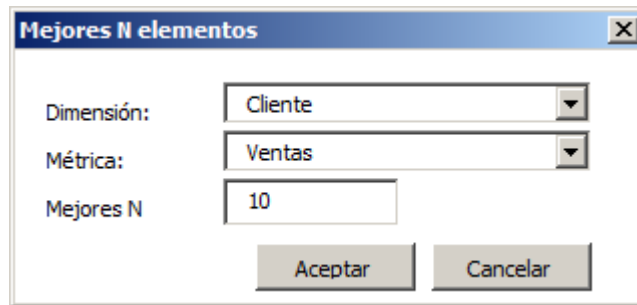 Mejores N elementos
Dimensión: Cliente
Métrica: Ventas
Mejores N 10
Aceptar Cancelar